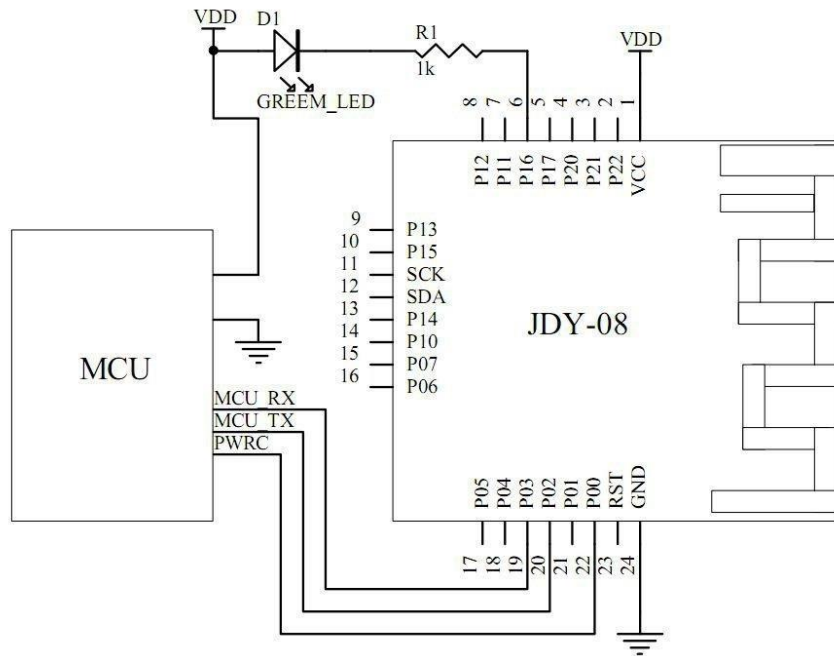 VDD
D1
R1
1k
GREEM_LED
VDD
8
7
6
5
4
3
2
1
P12
P11
P16
P17
P20
P21
P22
VCC
9 P13
10 P15
11 SCK
12 SDA
13 P14
14 P10
15 P07
16 P06
JDY-08
MCU
MCU_RX
MCU_TX
PWRC
P05
P04
P03
P02
P01
P00
RST
GND
17
18
19
20
21
22
23
24